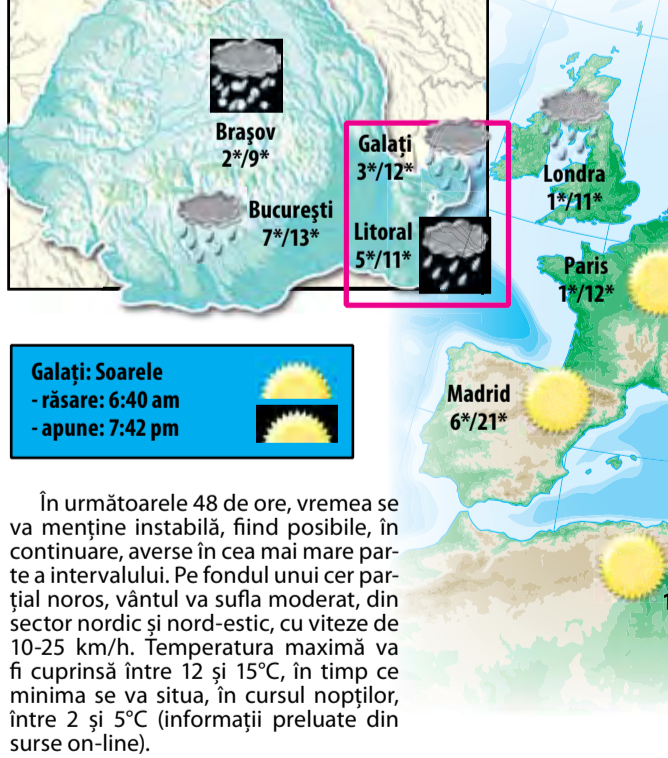 Brașov
2*/9*
Galați
3*/12*
București
7*/13*
Litoral
5*/11*
Londra
1*/11*
Paris
1*/12*
Madrid
6*/21*
1
Galați: Soarele
- răsare: 6:40 am
- apune: 7:42 pm
În următoarele 48 de ore, vremea se
va menține instabilă, fiind posibile, în
continuare, averse în cea mai mare par-
te a intervalului. Pe fondul unui cer par-
țial noros, vântul va sufla moderat, din
sector nordic și nord-estic, cu viteze de
10-25 km/h. Temperatura maximă va
fi cuprinsă între 12 și 15°C, în timp ce
minima se va situa, în cursul nopților,
între 2 și 5°C (informații preluate din
surse on-line).